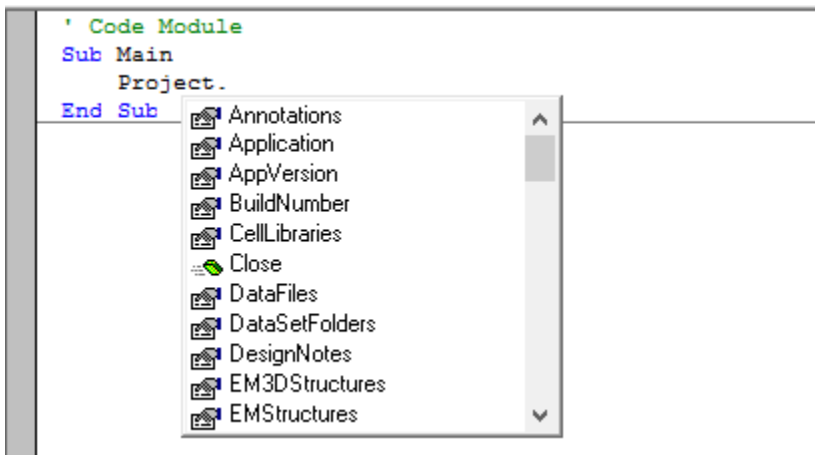 ' Code Module
Sub Main
Project.
End Sub
Annotations
Application
AppVersion
BuildNumber
CellLibraries
Close
DataFiles
DataSetFolders
DesignNotes
EM3DStructures
EMStructures